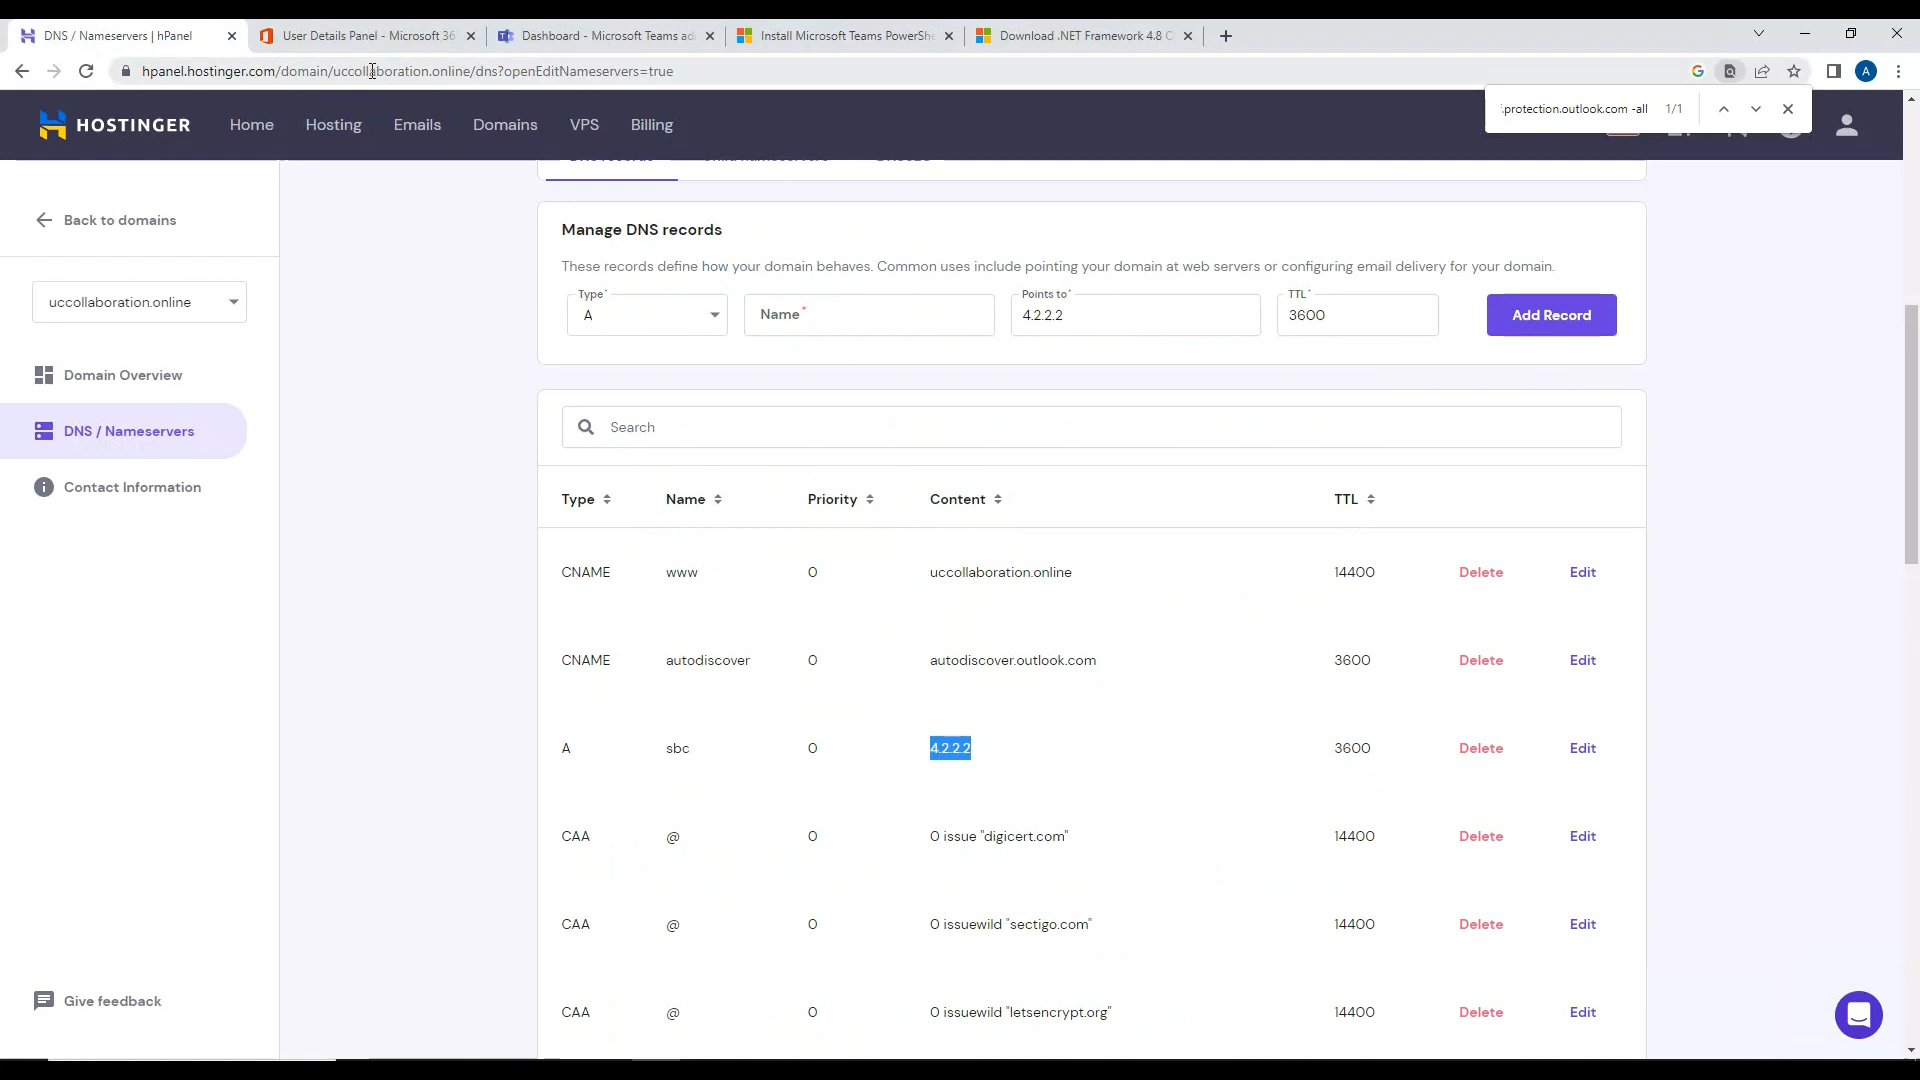 DNS / Nameservers | hPanel
User Details Panel - Microsoft 36
Dashboard - Microsoft Teams ad
Install Microsoft Teams PowerShe
Download .NET Framework 4.8 O
hpanel.hostinger.com/domain/uccollaboration.online/dns?openEditNameservers=true
A
.protection.outlook.com -all 1/1
HOSTINGER Home Hosting Emails Domains VPS Billing
Back to domains
uccollaboration.online
Domain Overview
DNS / Nameservers
Contact Information
Give feedback
Manage DNS records
These records define how your domain behaves. Common uses include pointing your domain at web servers or configuring email delivery for your domain.
Type* Points to* TTL*
A Name* 4.2.2.2 3600 Add Record
Search
Type Name Priority Content TTL
CNAME www 0 uccollaboration.online 14400 Delete Edit
CNAME autodiscover 0 autodiscover.outlook.com 3600 Delete Edit
A sbc 0 4.2.2.2 3600 Delete Edit
CAA @ 0 0 issue "digicert.com" 14400 Delete Edit
CAA @ 0 0 issuewild "sectigo.com" 14400 Delete Edit
CAA @ 0 0 issuewild "letsencrypt.org" 14400 Delete Edit